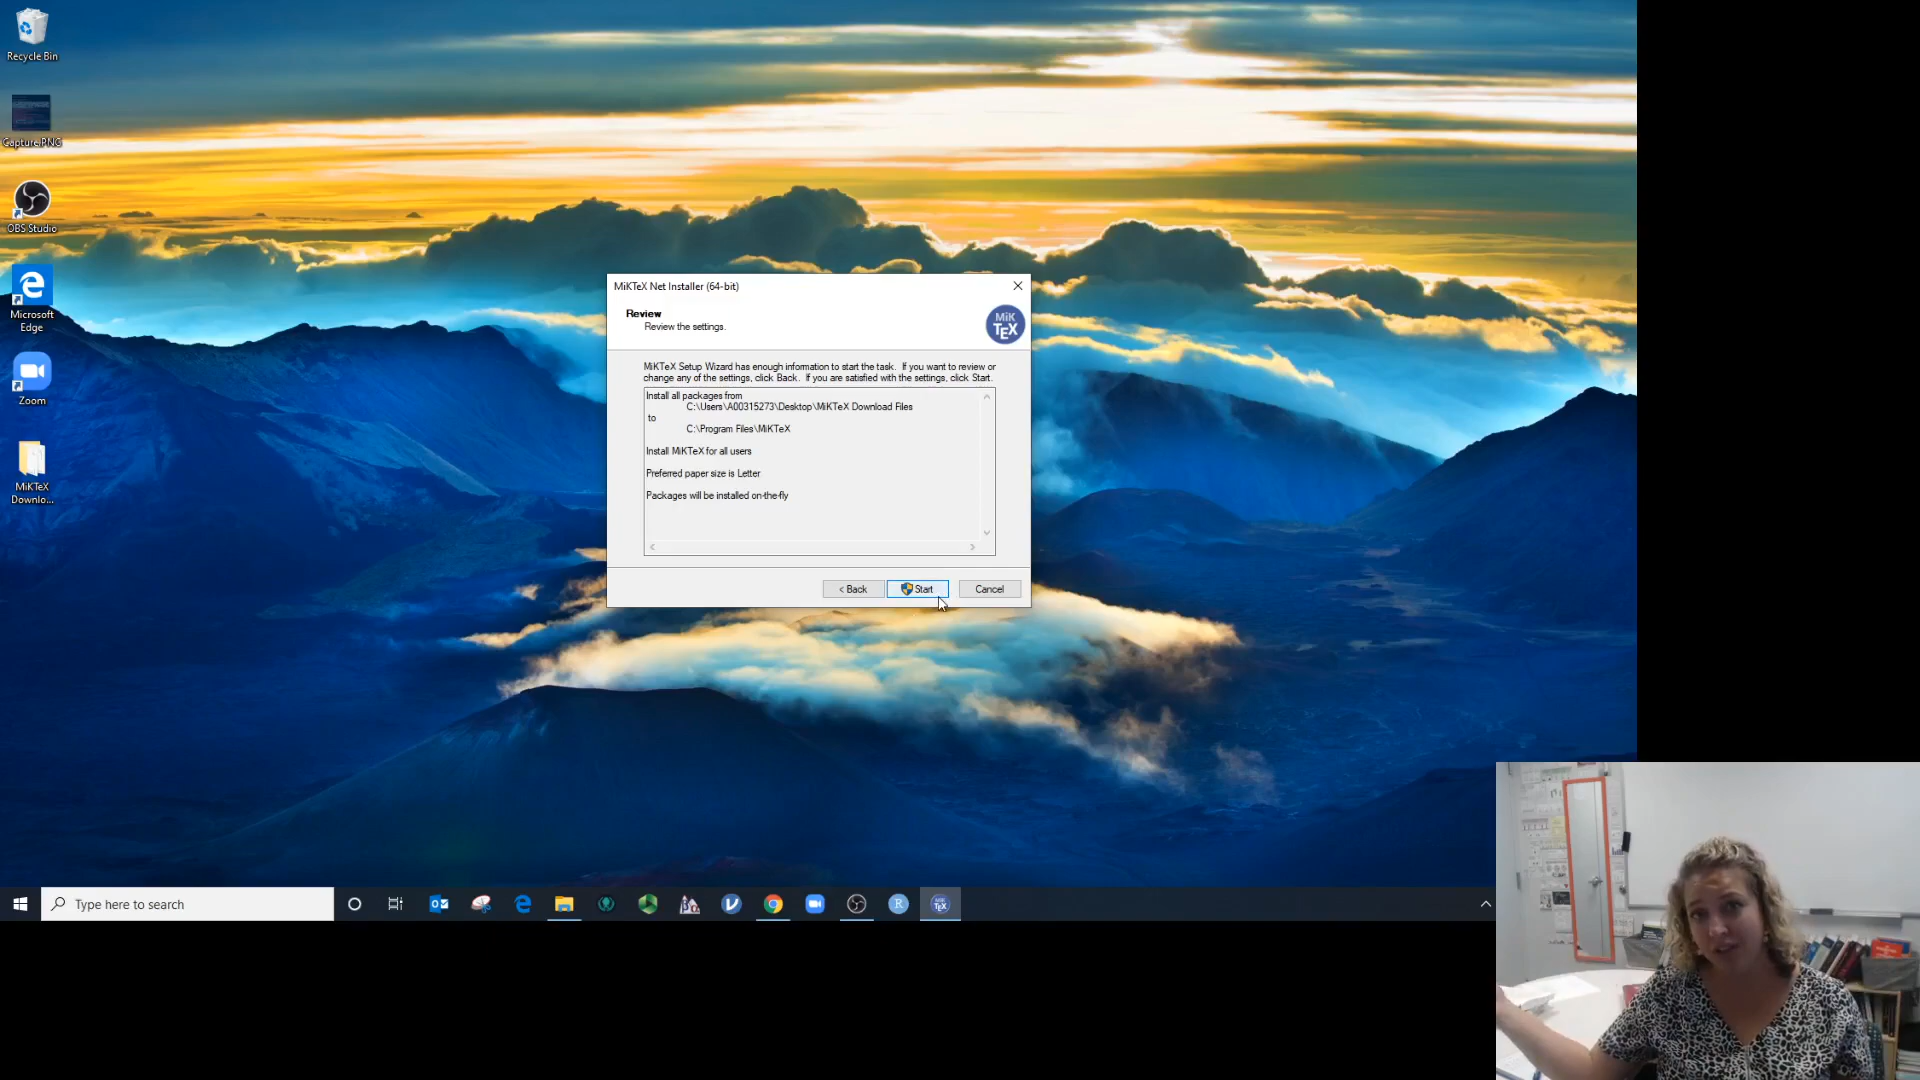 Recycle Bin
Capture.PNG
OBS Studio
Microsoft
Edge
Zoom
MiKTeX
Downlo...
MiKTeX Net Installer (64-bit)
Review
Review the settings.
MiK
TEX
MiKTeX Setup Wizard has enough information to start the task. If you want to review or
change any of the settings, click Back. If you are satisfied with the settings, click Start.
Install all packages from
C:\Users\A00315273\Desktop\MiKTeX Download Files
to
C:\Program Files\MiKTeX
Install MiKTeX for all users
Preferred paper size is Letter
Packages will be installed on-the-fly
< Back
Start
Cancel
Type here to search